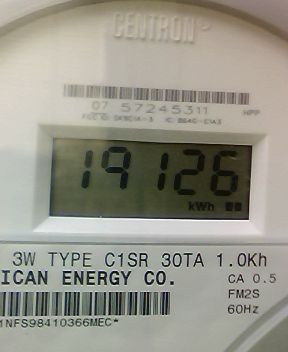 CENTRON
07 57245311 HPP
19126
kWh
3W TYPE C1SR 30TA 1.0Kh
ICAN ENERGY CO. CA 0.5
FM2S
60Hz
1NFS98410366MEC*